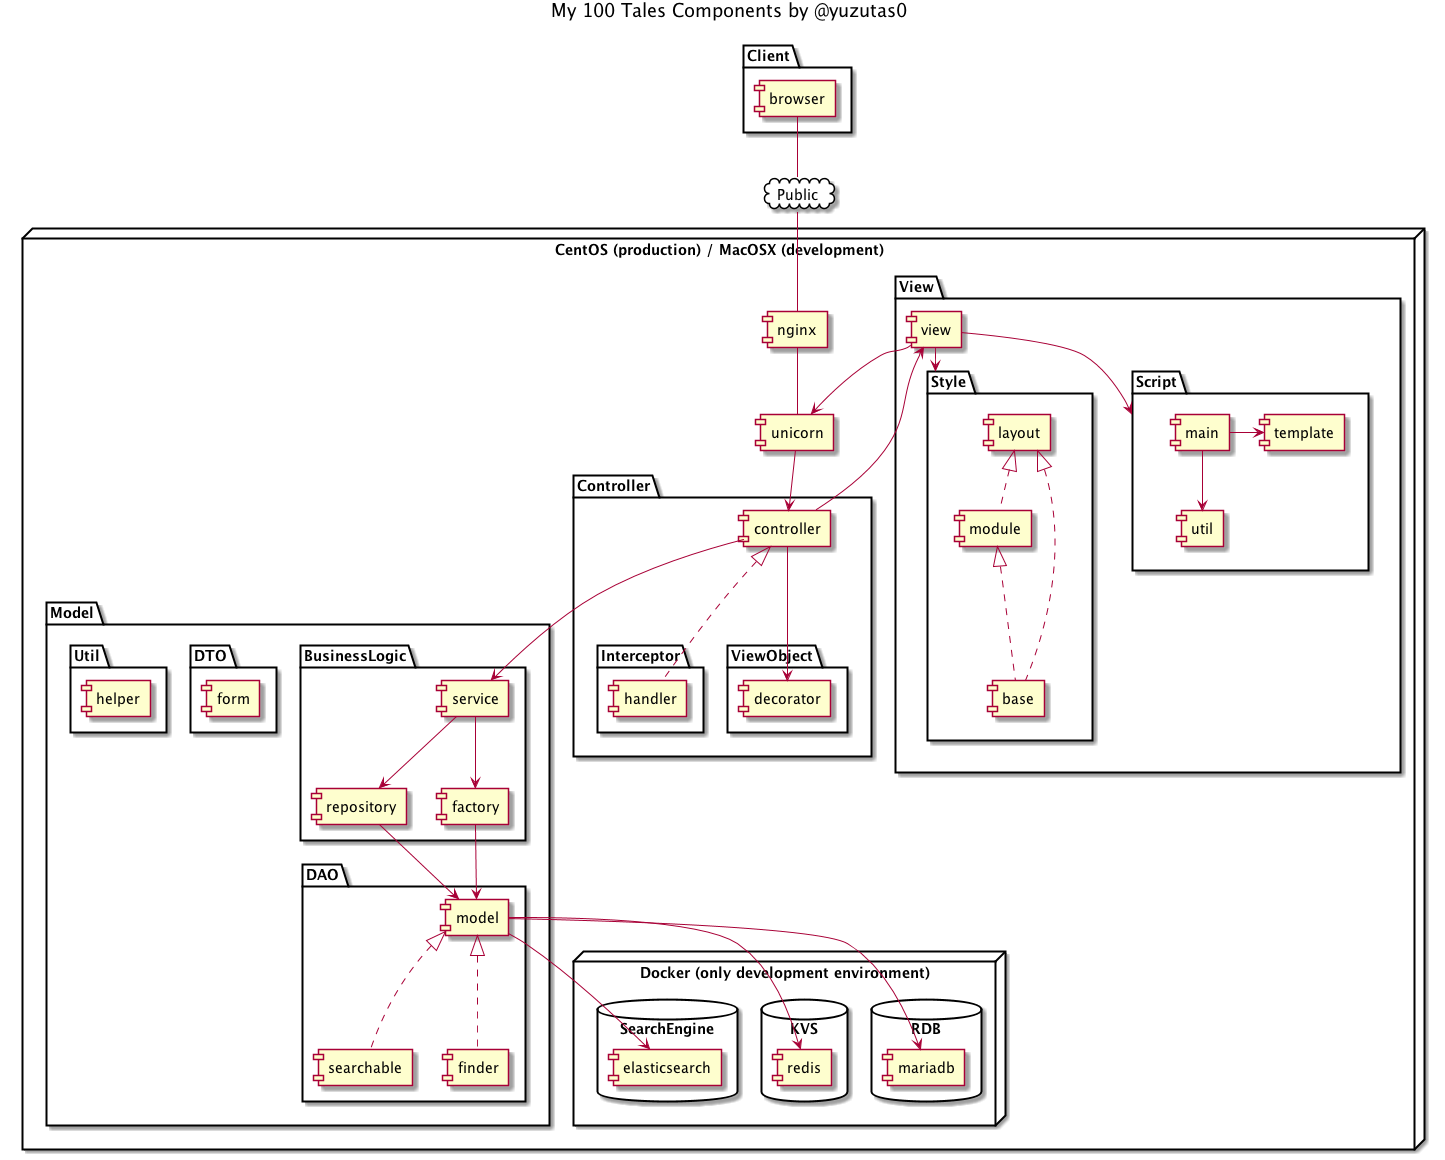 My 100 Tales Components by @yuzutas0
Client
browser
Public
CentOS (production) / MacOSX (development)
nginx
unicorn
View
view
Style
layout
module
base
Script
main
template
util
Controller
controller
Interceptor
handler
ViewObject
decorator
Model
Util
helper
DTO
form
BusinessLogic
service
repository
factory
DAO
model
searchable
finder
Docker (only development environment)
SearchEngine
elasticsearch
KVS
redis
RDB
mariadb